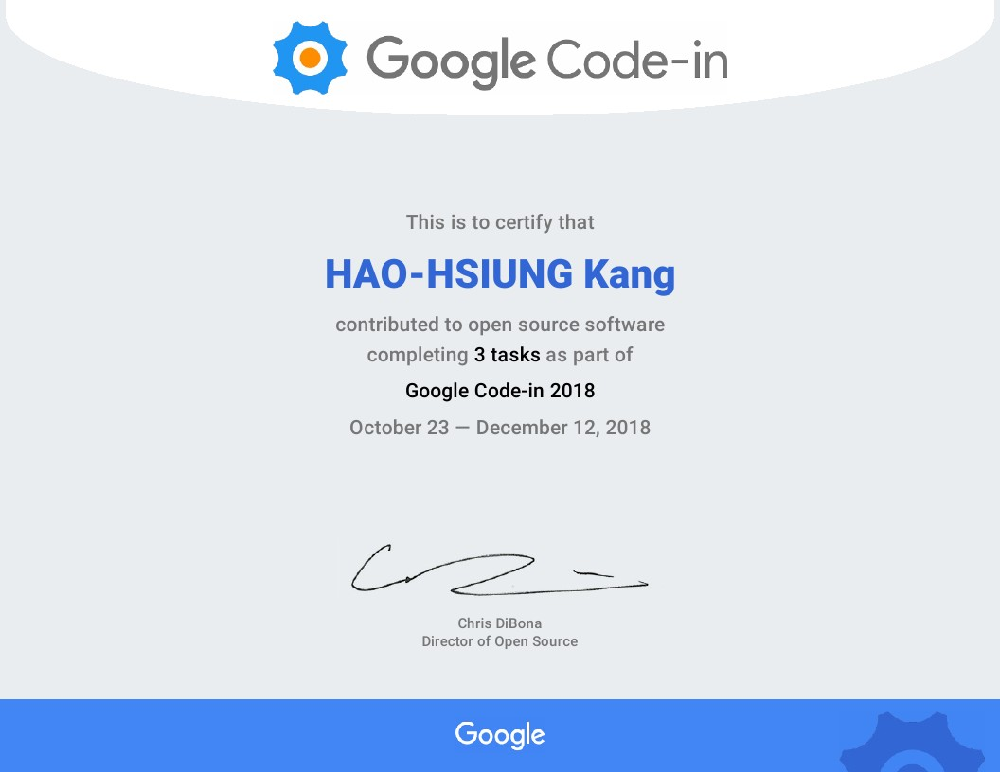 Google Code-in
This is to certify that
HAO-HSIUNG Kang
contributed to open source software
completing 3 tasks as part of
Google Code-in 2018
October 23 — December 12, 2018
Chris DiBona
Director of Open Source
Google